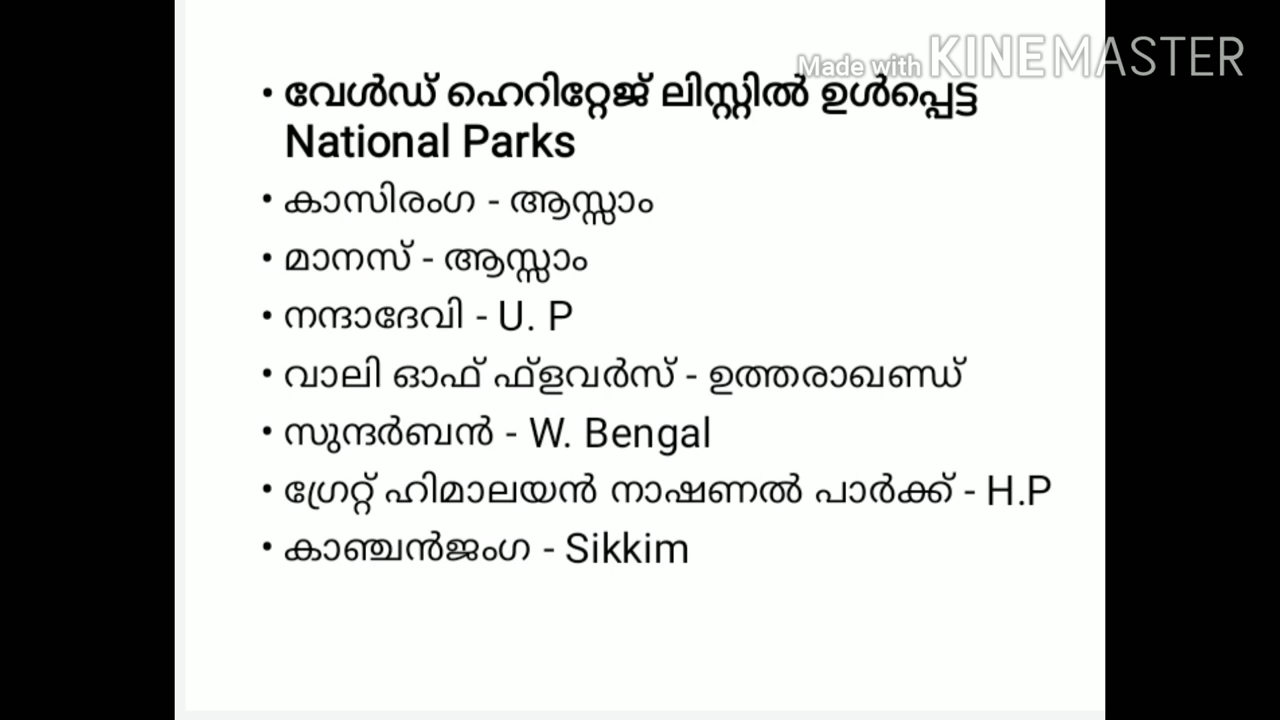 Made with KINEMASTER
• വേൾഡ് ഹെറിറ്റേജ് ലിസ്റ്റിൽ ഉൾപ്പെട്ട
National Parks
• കാസിരംഗ - ആസ്സാം
• മാനസ് - ആസ്സാം
• നന്ദാദേവി - U. P
• വാലി ഓഫ് ഫ്ളവർസ് - ഉത്തരാഖണ്ഡ്
• സുന്ദർബൻ - W. Bengal
• ഗ്രേറ്റ് ഹിമാലയൻ നാഷണൽ പാർക്ക് - H.P
• കാഞ്ചൻജംഗ - Sikkim